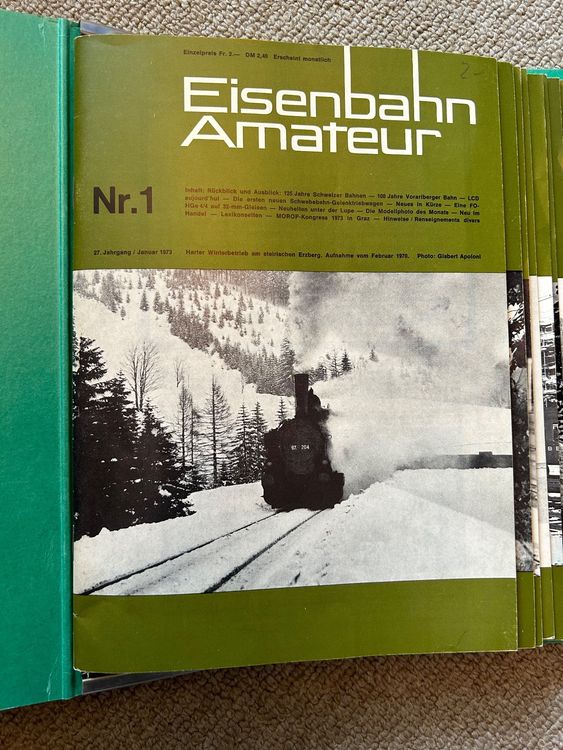 Einzelpreis Fr. 2.— DM 2,40 Erscheint monatlich
2.-
Eisenbahn
Amateur
Nr.1
Inhalt: Rückblick und Ausblick: 125 Jahre Schweizer Bahnen — 100 Jahre Vorarlberger Bahn — LCD
aujourd'hui — Die ersten neuen Schwebebahn-Gelenktriebwagen — Neues in Kürze — Eine FO-
HGe 4/4 auf 32-mm-Gleisen — Neuheiten unter der Lupe — Die Modellphoto des Monats — Neu im
Handel — Lexikonseiten — MOROP-Kongress 1973 in Graz — Hinweise / Renseignements divers
27. Jahrgang / Januar 1973 Harter Winterbetrieb am steirischen Erzberg. Aufnahme vom Februar 1970. Photo: Gisbert Apoloni
97. 204